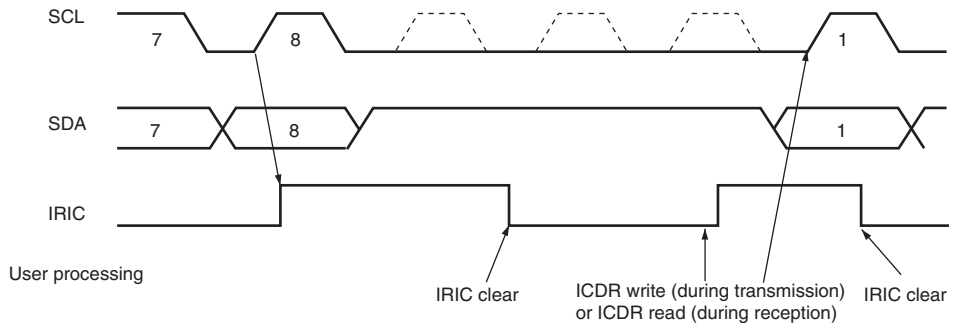 SCL
7
8
1
SDA
7
8
1
IRIC
User processing
IRIC clear
ICDR write (during transmission)
or ICDR read (during reception)
IRIC clear